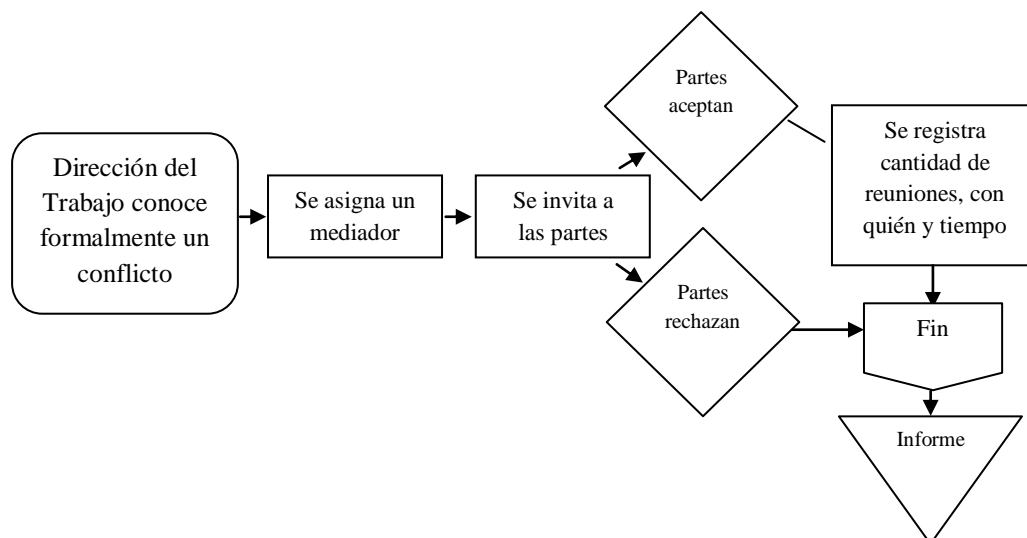 Dirección del
Trabajo conoce
formalmente un
conflicto
Se asigna un
mediador
Se invita a
las partes
Partes
aceptan
Partes
rechazan
Se registra
cantidad de
reuniones, con
quién y tiempo
Fin
Informe